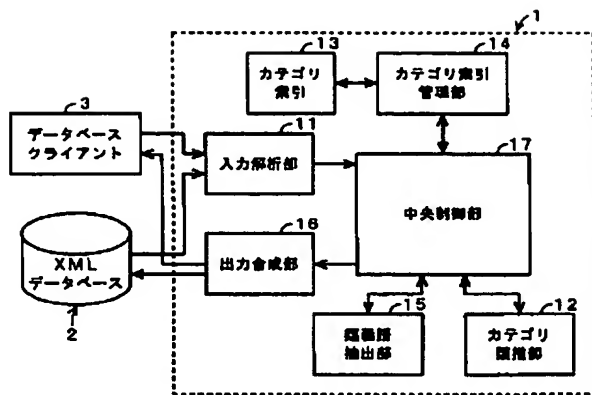 1
13
カテゴリ
索引
14
カテゴリ索引
管理部
3
データベース
クライアント
11
入力解析部
17
中央制御部
16
出力合成部
XML
データベース
2
15
抽出部
12
カテゴリ
類推部